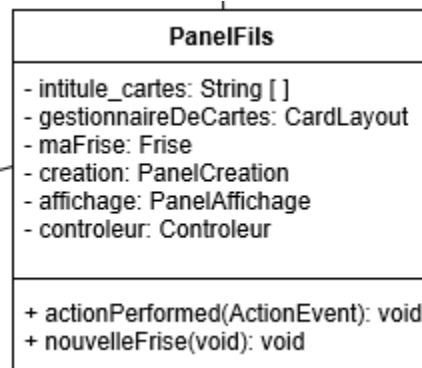 PanelFils
- intitule_cartes: String [ ]
- gestionnaireDeCartes: CardLayout
- maFrise: Frise
- creation: PanelCreation
- affichage: PanelAffichage
- controleur: Controleur
+ actionPerformed(ActionEvent): void
+ nouvelleFrise(void): void